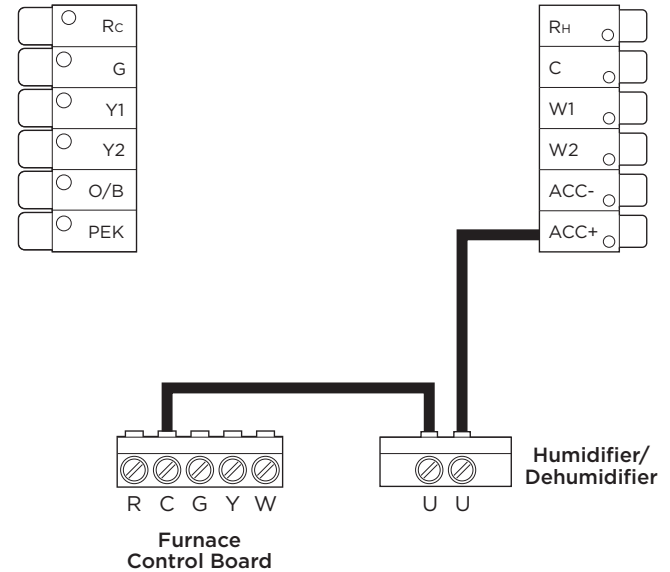 Rc
G
Y1
Y2
O/B
PEK
RH
C
W1
W2
ACC-
ACC+
R C G Y W
Furnace
Control Board
U U
Humidifier/
Dehumidifier